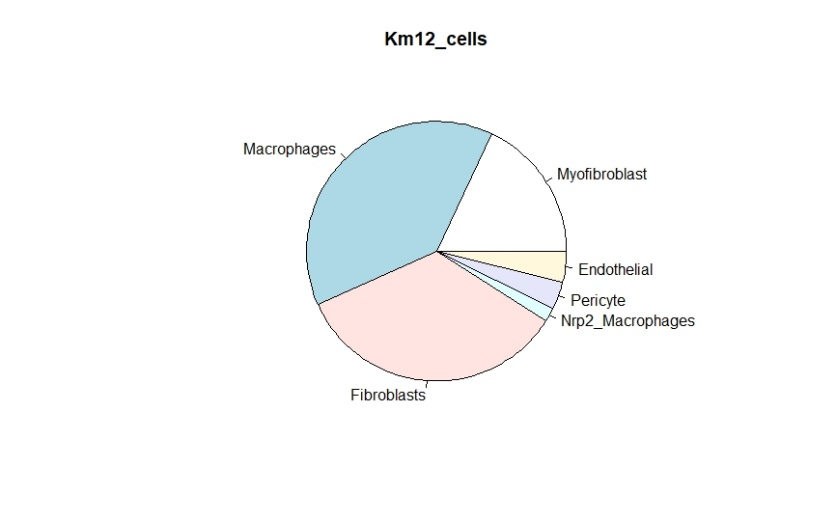 Km12_cells
Macrophages
Myofibroblast
Endothelial
Pericyte
Nrp2_Macrophages
Fibroblasts